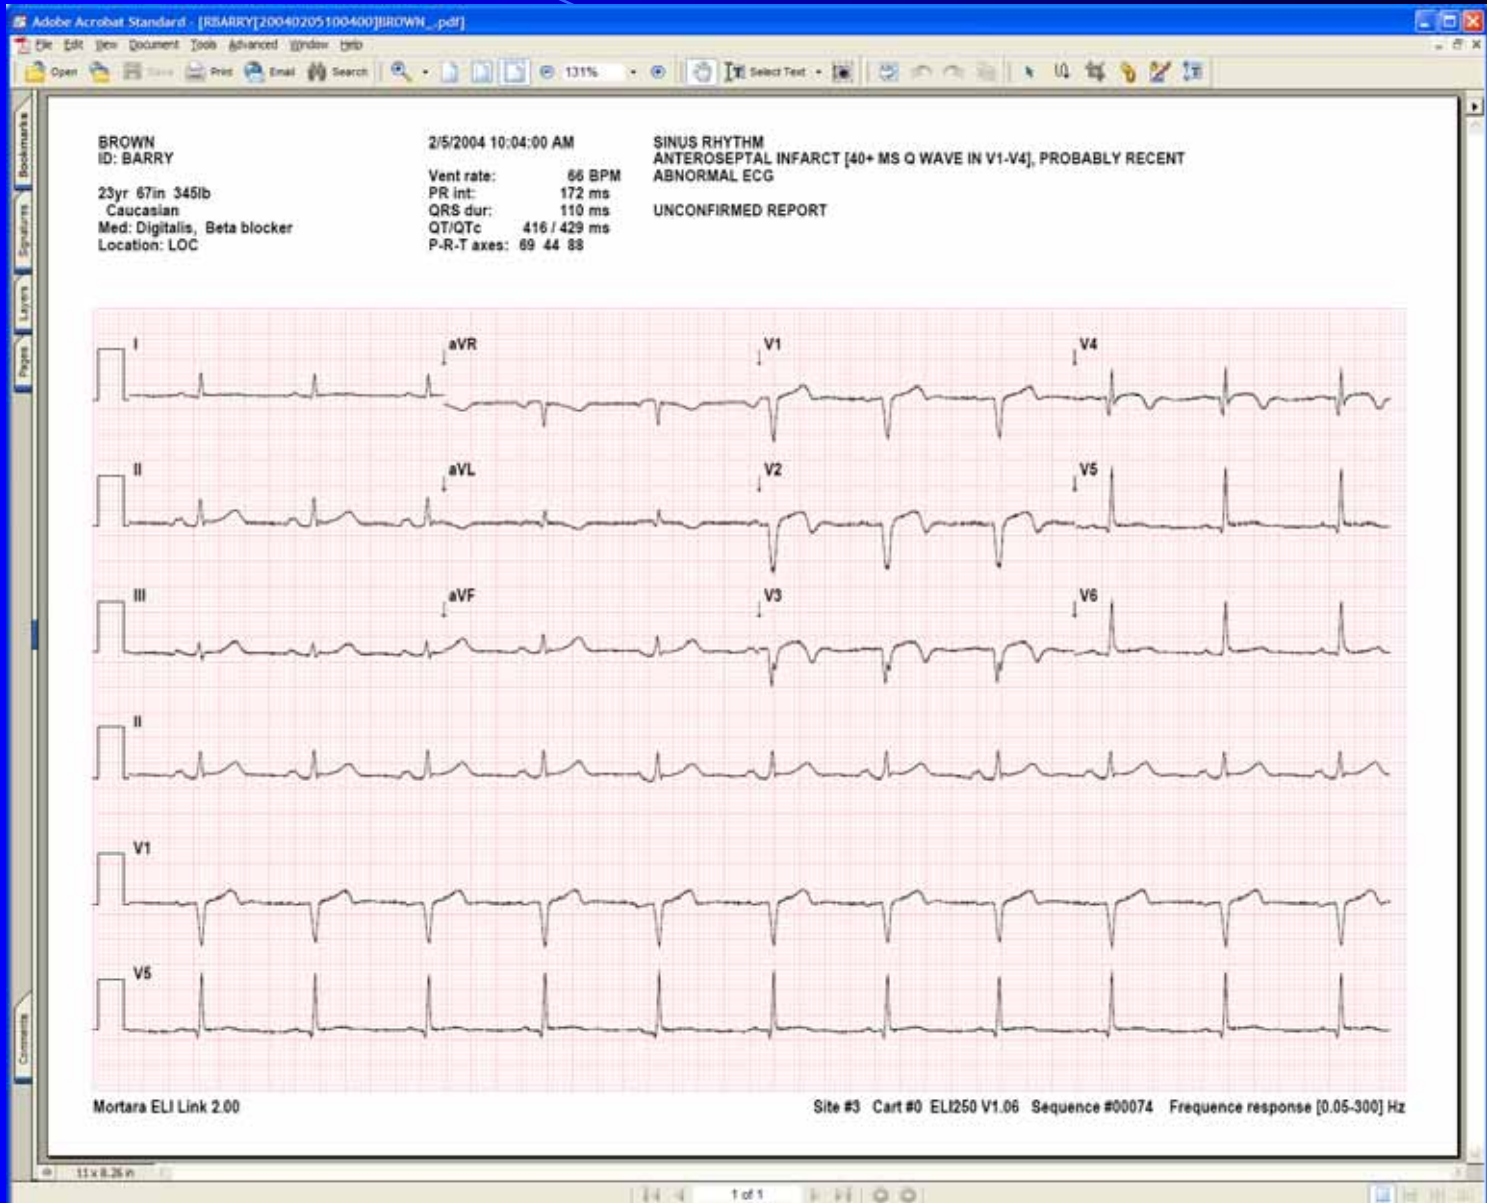 Adobe Acrobat Standard - [RBARRY[20040205100400]BROWN_.pdf]
File Edit View Document Tools Advanced Window Help
Open Save Print Email Search 131% Select Text
Bookmarks
Signatures
Layers
Pages
Comments
BROWN
ID: BARRY
23yr 67in 345lb
Caucasian
Med: Digitalis, Beta blocker
Location: LOC
2/5/2004 10:04:00 AM
Vent rate: 66 BPM
PR int: 172 ms
QRS dur: 110 ms
QT/QTc 416 / 429 ms
P-R-T axes: 69 44 88
SINUS RHYTHM
ANTEROSEPTAL INFARCT [40+ MS Q WAVE IN V1-V4], PROBABLY RECENT
ABNORMAL ECG
UNCONFIRMED REPORT
I aVR V1 V4
II aVL V2 V5
III aVF V3 V6
II
V1
V5
Mortara ELI Link 2.00
Site #3 Cart #0 ELI250 V1.06 Sequence #00074 Frequence response [0.05-300] Hz
11 x 8.26 in
1 of 1